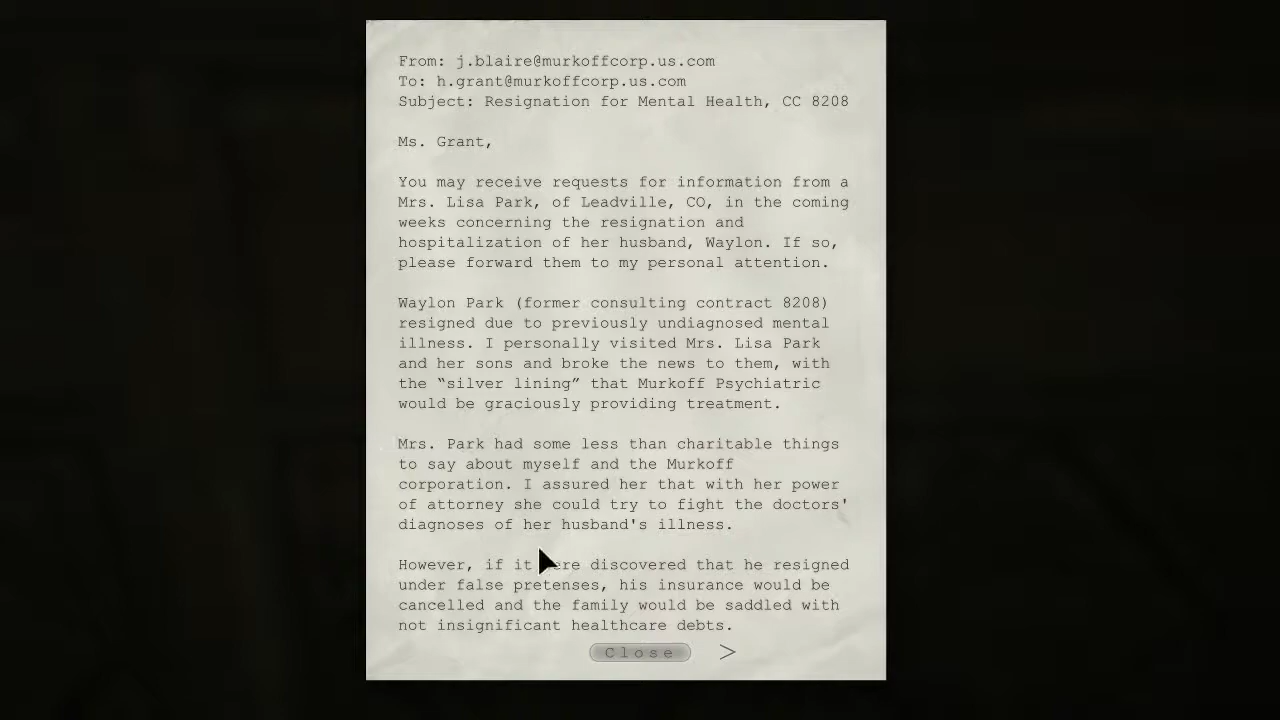 From: j.blaire@murkoffcorp.us.com
To: h.grant@murkoffcorp.us.com
Subject: Resignation for Mental Health, CC 8208
Ms. Grant,
You may receive requests for information from a
Mrs. Lisa Park, of Leadville, CO, in the coming
weeks concerning the resignation and
hospitalization of her husband, Waylon. If so,
please forward them to my personal attention.
Waylon Park (former consulting contract 8208)
resigned due to previously undiagnosed mental
illness. I personally visited Mrs. Lisa Park
and her sons and broke the news to them, with
the “silver lining” that Murkoff Psychiatric
would be graciously providing treatment.
Mrs. Park had some less than charitable things
to say about myself and the Murkoff
corporation. I assured her that with her power
of attorney she could try to fight the doctors'
diagnoses of her husband's illness.
However, if it were discovered that he resigned
under false pretenses, his insurance would be
cancelled and the family would be saddled with
not insignificant healthcare debts.
Close >